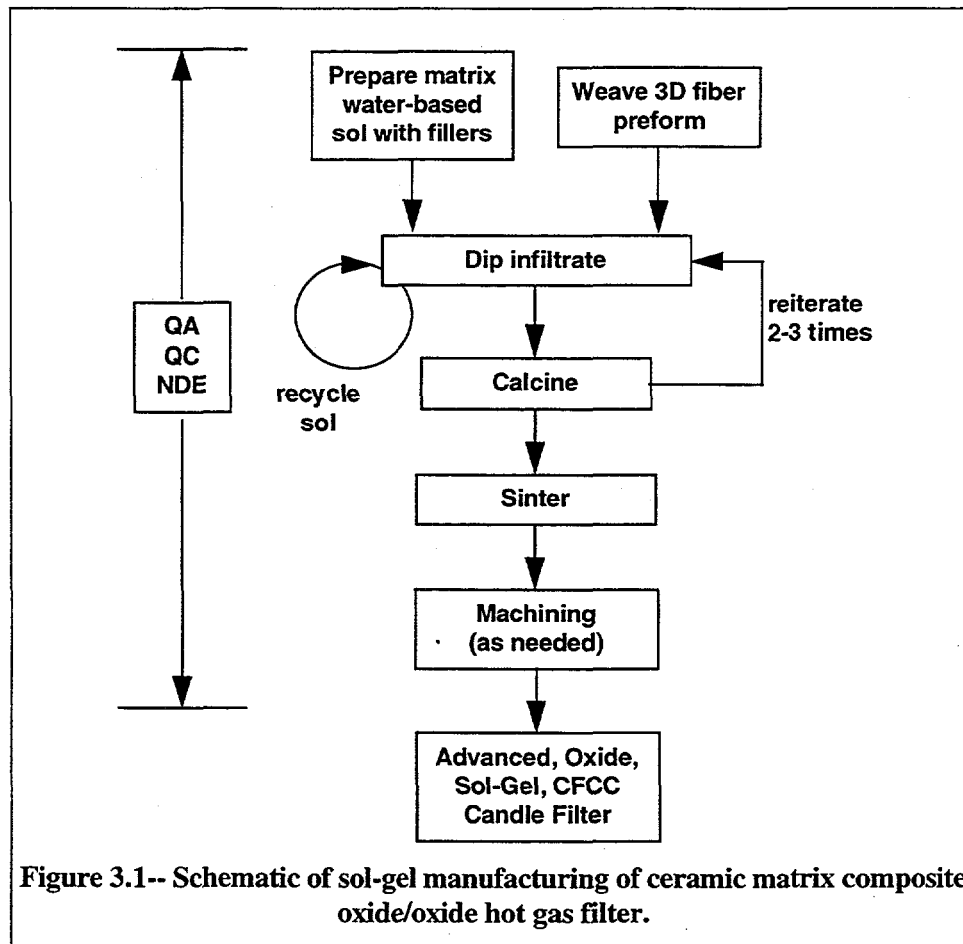 Prepare matrix
water-based
sol with fillers
Weave 3D fiber
preform
Dip infiltrate
reiterate
2-3 times
QA
QC
NDE
recycle
sol
Calcine
Sinter
Machining
(as needed)
Advanced, Oxide,
Sol-Gel, CFCC
Candle Filter
Figure 3.1-- Schematic of sol-gel manufacturing of ceramic matrix composite
oxide/oxide hot gas filter.